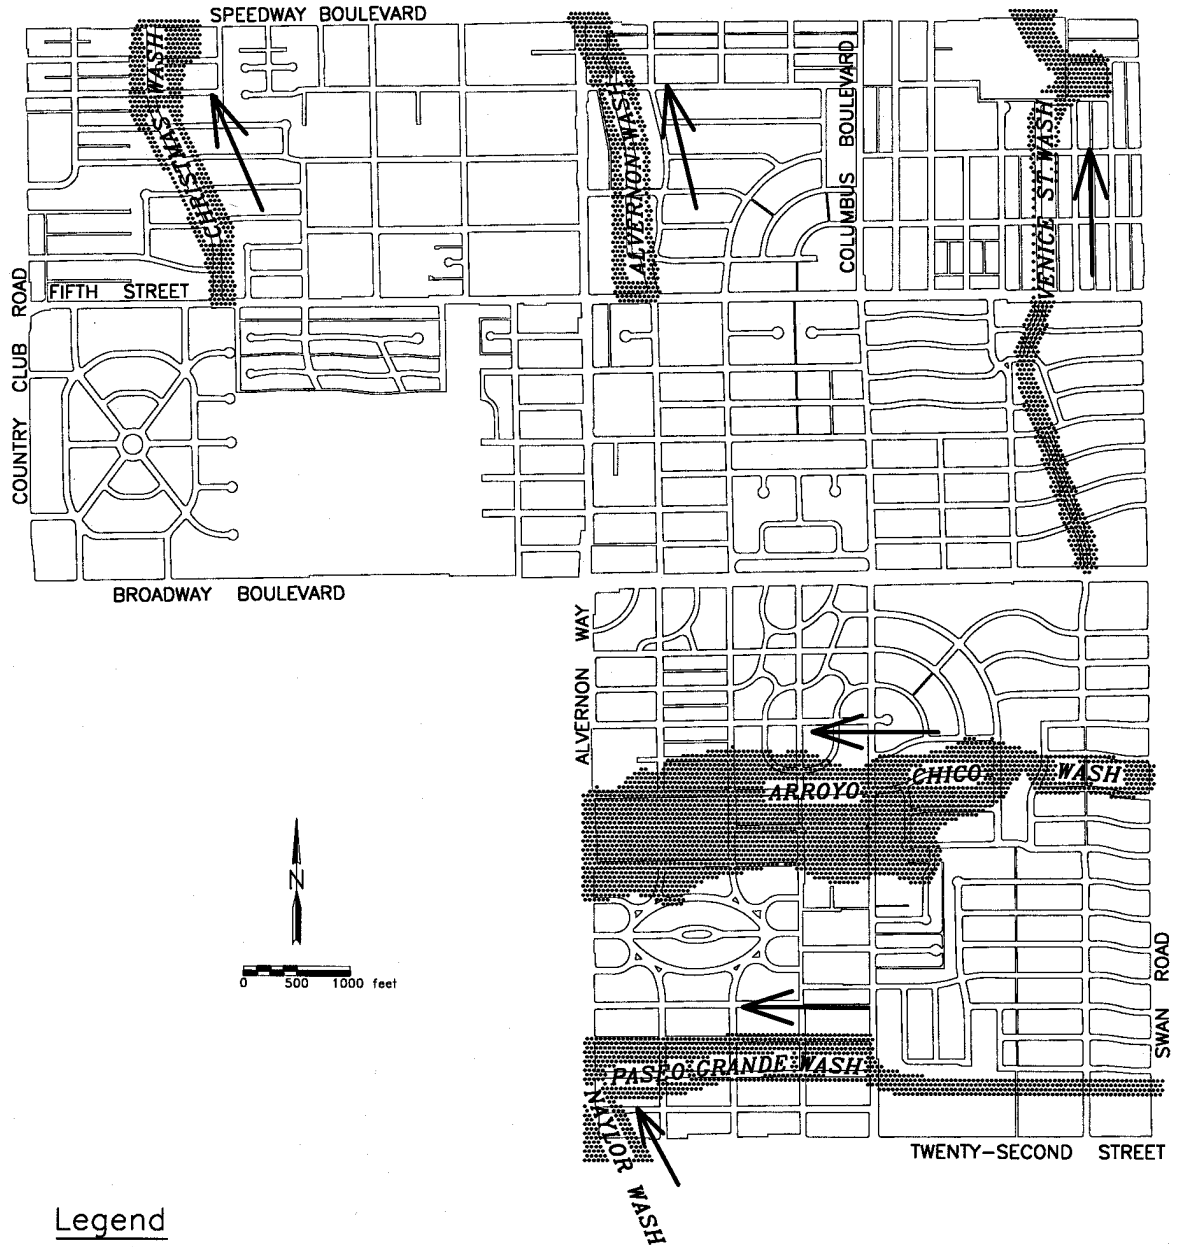 SPEEDWAY BOULEVARD
CHRISTMAS WASH
ALVERNON WASH
COLUMBUS BOULEVARD
VENICE ST. WASH
COUNTRY CLUB ROAD
FIFTH STREET
BROADWAY BOULEVARD
ALVERNON WAY
ARROYO CHICO WASH
N
0 500 1000 feet
SWAN ROAD
PASEO GRANDE WASH
NAYLOR WASH
TWENTY-SECOND STREET
Legend